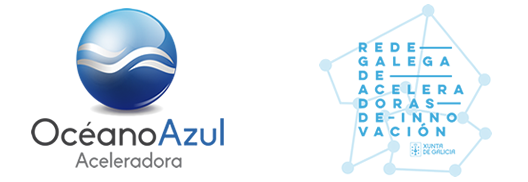 OcéanoAzul
Aceleradora
REDE
GALEGA
DE
ACELERA
DORAS
DE-INNO
VACIÓN
XUNTA
DE GALICIA